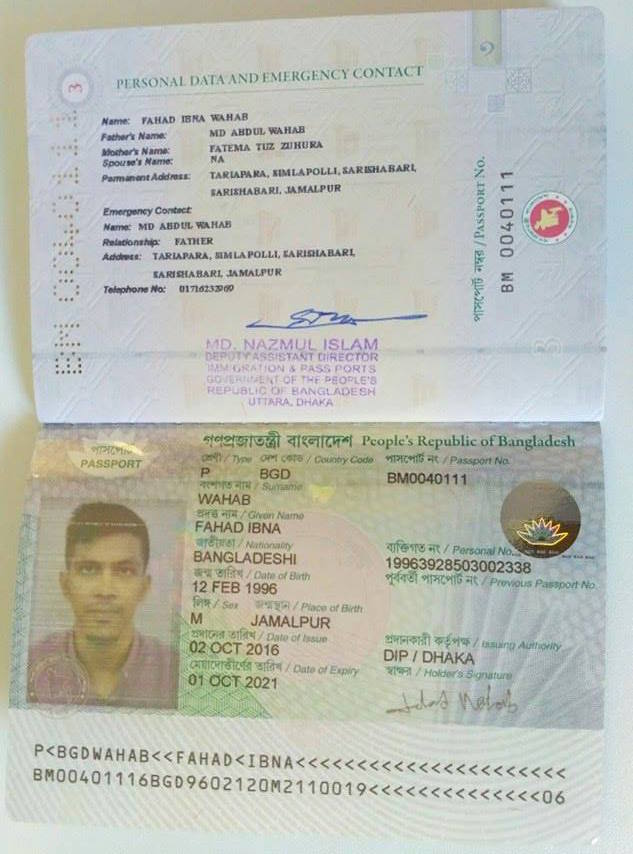 3
PERSONAL DATA AND EMERGENCY CONTACT
Name: FAHAD IBNA WAHAB
Father's Name: MD ABDUL WAHAB
Mother's Name: FATEMA TUZ ZUHURA
Spouse's Name: NA
Permanent Address: TARIAPARA, SIMLAPOLLI, SARISHABARI,
SARISHABARI, JAMALPUR
Emergency Contact:
Name: MD ABDUL WAHAB
Relationship: FATHER
Address: TARIAPARA, SIMLAPOLLI, SARISHABARI,
SARISHABARI, JAMALPUR
Telephone No: 01716232969
MD. NAZMUL ISLAM
DEPUTY ASSISTANT DIRECTOR
IMMIGRATION & PASS PORTS
GOVERNMENT OF THE PEOPLE'S
REPUBLIC OF BANGLADESH
UTTARA, DHAKA
পাসপোর্ট নম্বর / PASSPORT No.
BM 0040111
গণপ্রজাতন্ত্রী বাংলাদেশ People's Republic of Bangladesh
পাসপোর্ট
PASSPORT
শ্রেণী / Type দেশ কোড / Country Code পাসপোর্ট নং / Passport No.
P BGD BM0040111
বংশগত নাম / Surname
WAHAB
প্রদত্ত নাম / Given Name
FAHAD IBNA
জাতীয়তা / Nationality ব্যক্তিগত নং / Personal No.
BANGLADESHI 19963928503002338
জন্ম তারিখ / Date of Birth পূর্ববর্তী পাসপোর্ট নং / Previous Passport No.
12 FEB 1996
লিঙ্গ / Sex জন্মস্থান / Place of Birth
M JAMALPUR
প্রদানের তারিখ / Date of Issue প্রদানকারী কর্তৃপক্ষ / Issuing Authority
02 OCT 2016 DIP / DHAKA
মেয়াদোত্তীর্ণের তারিখ / Date of Expiry স্বাক্ষর / Holder's Signature
01 OCT 2021
P<BGDWAHAB<<FAHAD<IBNA<<<<<<<<<<<<<<<<<<<<<<
BM00401116BGD9602120M2110019<<<<<<<<<<<<<<06